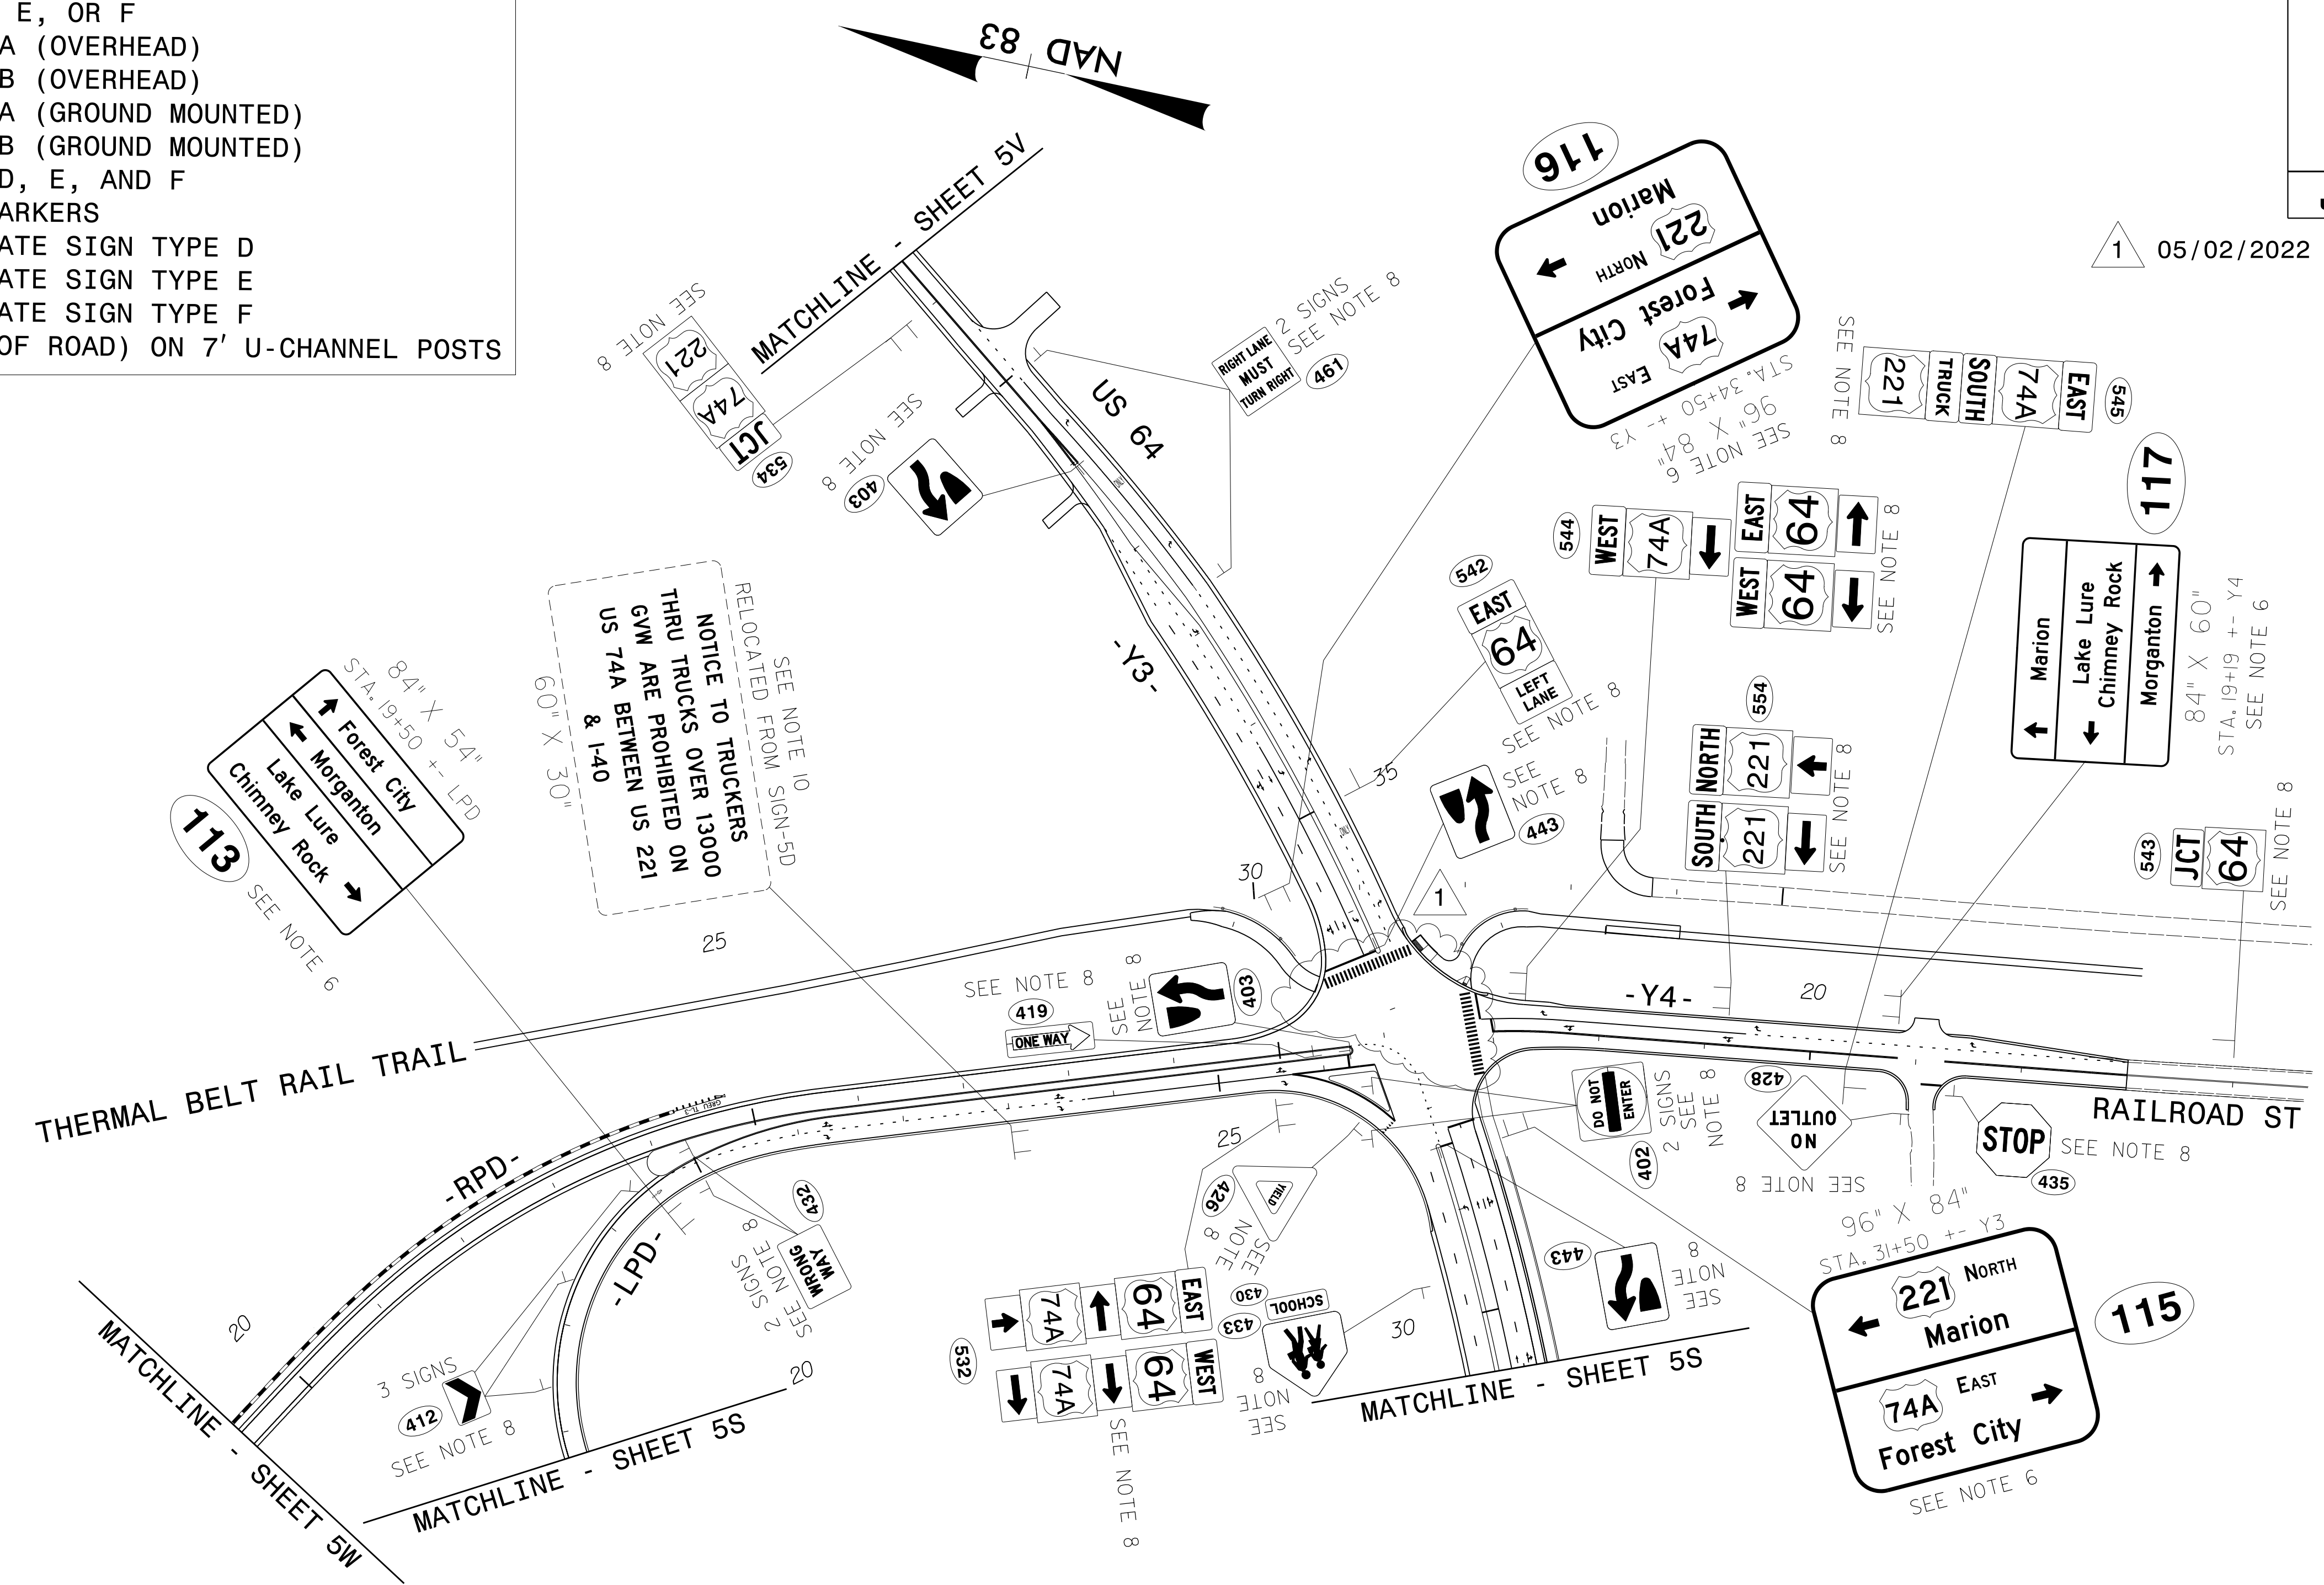 E, OR F
A (OVERHEAD)
B (OVERHEAD)
A (GROUND MOUNTED)
B (GROUND MOUNTED)
D, E, AND F
ARKERS
ATE SIGN TYPE D
ATE SIGN TYPE E
ATE SIGN TYPE F
OF ROAD) ON 7' U-CHANNEL POSTS
NAD 83
1
05/02/2022
MATCHLINE - SHEET 5V
SEE NOTE 8
JCT
74A
221
534
SEE NOTE 8
403
US 64
2 SIGNS
SEE NOTE 8
RIGHT LANE
MUST
TURN RIGHT
461
116
221 NORTH
Marion
74A EAST
Forest City
STA. 34+50 +- Y3
96" X 84"
SEE NOTE 6
SEE NOTE 8
EAST
74A
SOUTH
TRUCK
221
545
117
Marion
Lake Lure
Chimney Rock
Morganton
84" X 60"
STA. 19+19 +- Y4
SEE NOTE 6
544
WEST
74A
EAST
64
WEST
64
SEE NOTE 8
542
EAST
64
LEFT
LANE
SEE NOTE 8
554
NORTH
221
SOUTH
221
SEE NOTE 8
543
JCT
64
SEE NOTE 8
SEE
NOTE 8
443
1
-Y3-
35
30
SEE NOTE 10
RELOCATED FROM SIGN-5D
NOTICE TO TRUCKERS
THRU TRUCKS OVER 13000
GVW ARE PROHIBITED ON
US 74A BETWEEN US 221
& I-40
60" X 30"
84" X 54"
STA. 19+50 +- LPD
Forest City
Morganton
Lake Lure
Chimney Rock
113
SEE NOTE 6
25
THERMAL BELT RAIL TRAIL
SEE NOTE 8
419
ONE WAY
SEE
NOTE 8
403
-Y4-
20
RAILROAD ST
GREU TL-3
-RPD-
-LPD-
432
WRONG
WAY
2 SIGNS
SEE NOTE 8
25
426
YIELD
SEE
NOTE
8
DO NOT
ENTER
402
2 SIGNS
SEE
NOTE 8
428
NO
OUTLET
SEE NOTE 8
STOP
435
SEE NOTE 8
96" X 84"
STA. 31+50 +- Y3
221 NORTH
Marion
74A EAST
Forest City
SEE NOTE 6
115
443
SEE
NOTE
8
532
EAST
64
74A
WEST
64
74A
SEE NOTE 8
430
SCHOOL
433
SEE
NOTE
8
30
MATCHLINE - SHEET 5S
20
3 SIGNS
412
SEE NOTE 8
20
MATCHLINE - SHEET 5S
MATCHLINE - SHEET 5W